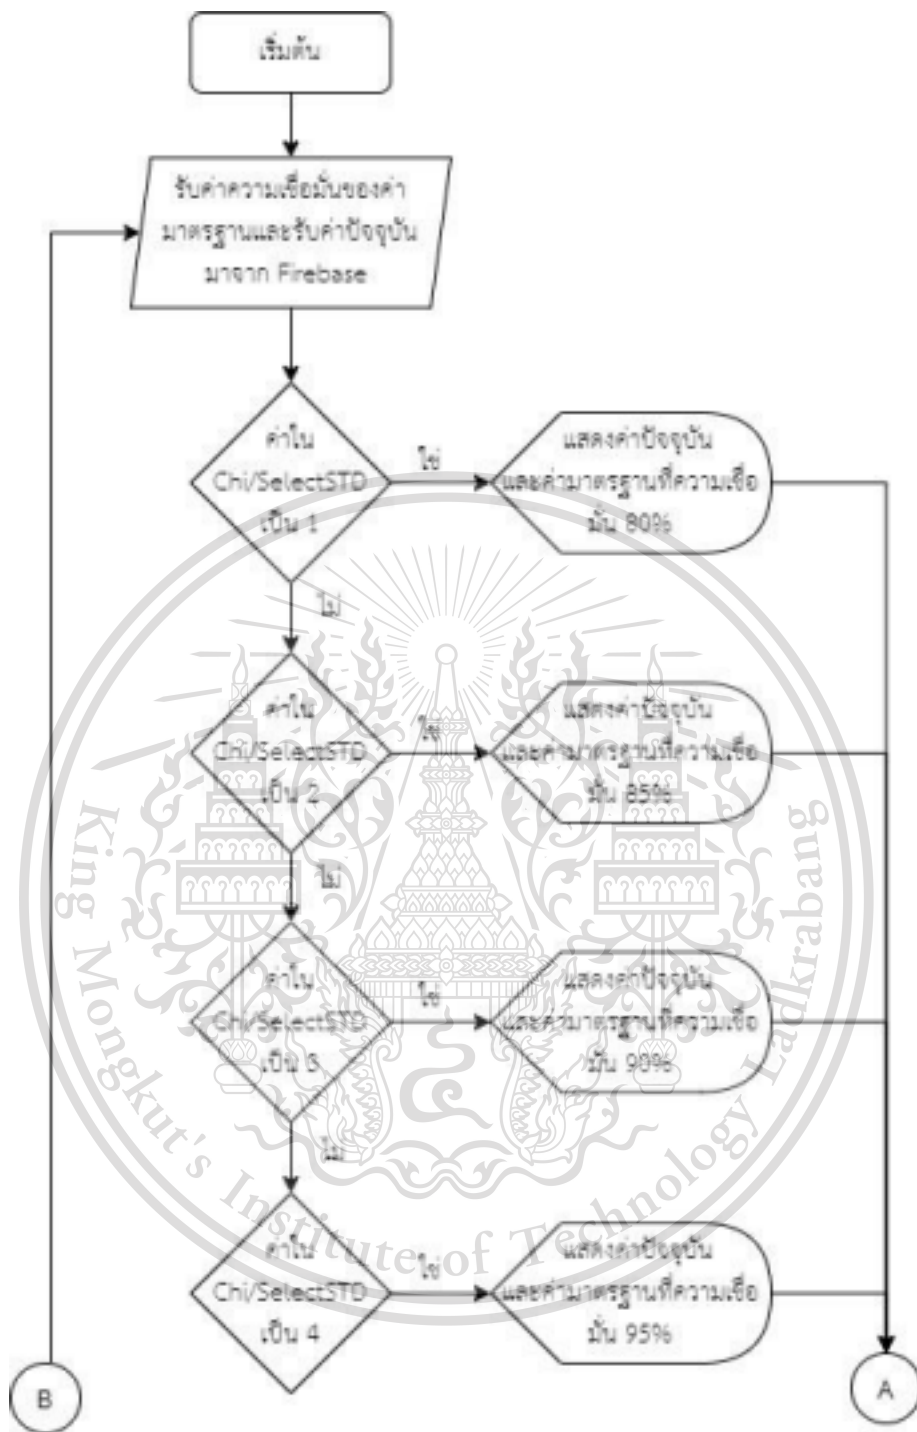 เริ่มต้น
รับค่าความเชื่อมั่นของค่า
มาตรฐานและรับค่าปัจจุบัน
มาจาก Firebase
ค่าใน
Chi/SelectSTD
เป็น 1
ใช่
แสดงค่าปัจจุบัน
และค่ามาตรฐานที่ความเชื่อ
มั่น 80%
ไม่
ค่าใน
Chi/SelectSTD
เป็น 2
ใช่
แสดงค่าปัจจุบัน
และค่ามาตรฐานที่ความเชื่อ
มั่น 85%
ไม่
ค่าใน
Chi/SelectSTD
เป็น 3
ใช่
แสดงค่าปัจจุบัน
และค่ามาตรฐานที่ความเชื่อ
มั่น 90%
ไม่
ค่าใน
Chi/SelectSTD
เป็น 4
ใช่
แสดงค่าปัจจุบัน
และค่ามาตรฐานที่ความเชื่อ
มั่น 95%
B
A
King Mongkut's Institute of Technology Ladkrabang